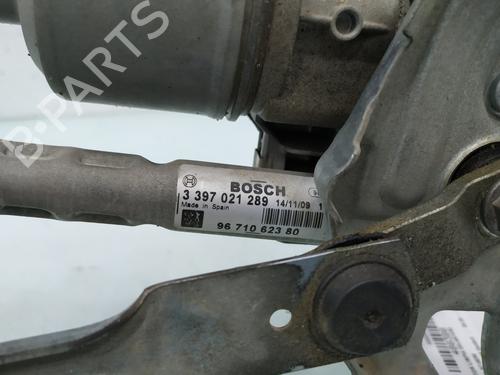 BOSCH
3 397 021 289 14/11/09 1
Made in Spain
96 710 623 80
B-PARTS